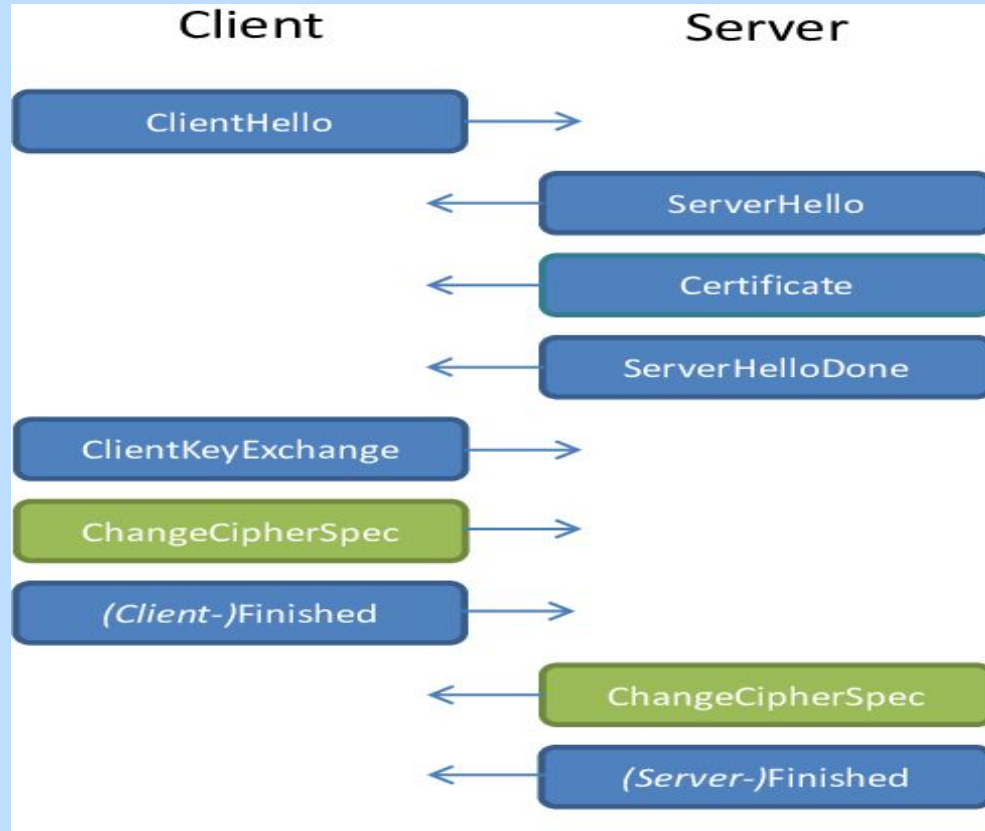 Client
Server
ClientHello
ServerHello
Certificate
ServerHelloDone
ClientKeyExchange
ChangeCipherSpec
(Client-)Finished
ChangeCipherSpec
(Server-)Finished